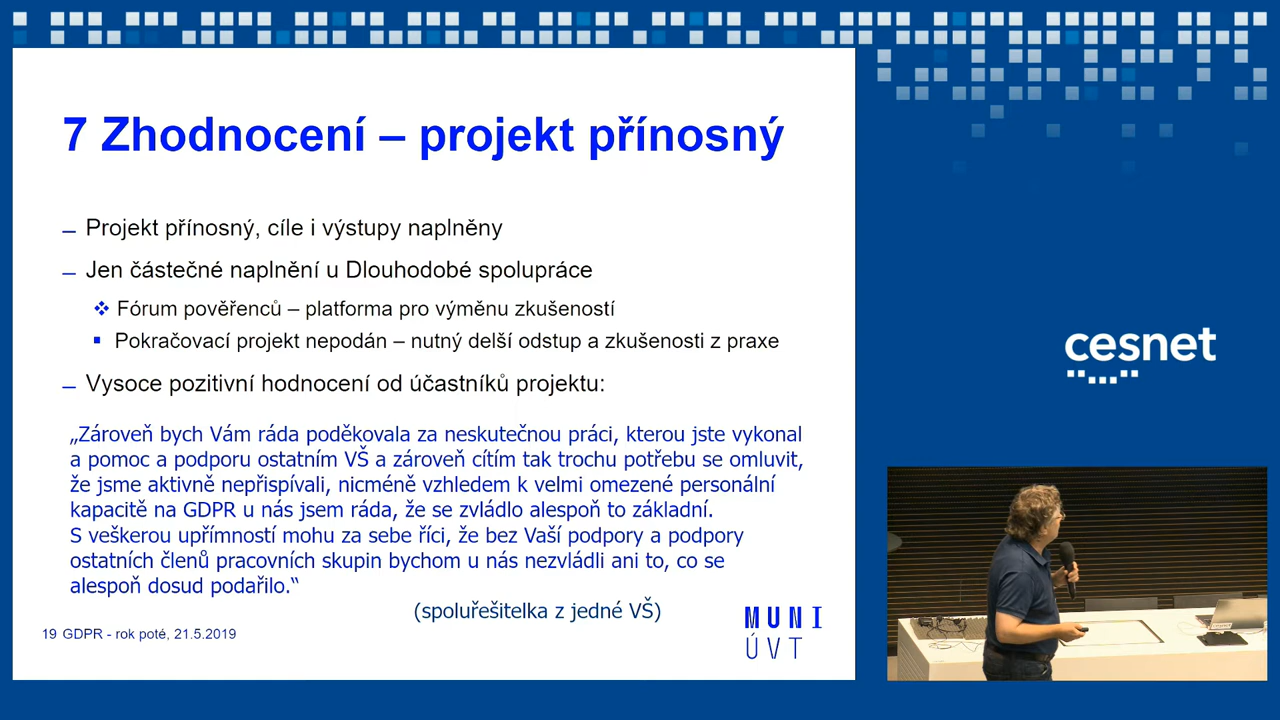 7 Zhodnocení – projekt přínosný
– Projekt přínosný, cíle i výstupy naplněny
– Jen částečné naplnění u Dlouhodobé spolupráce
❖ Fórum pověřenců – platforma pro výměnu zkušeností
▪ Pokračovací projekt nepodán – nutný delší odstup a zkušenosti z praxe
– Vysoce pozitivní hodnocení od účastníků projektu:
„Zároveň bych Vám ráda poděkovala za neskutečnou práci, kterou jste vykonal
a pomoc a podporu ostatním VŠ a zároveň cítím tak trochu potřebu se omluvit,
že jsme aktivně nepřispívali, nicméně vzhledem k velmi omezené personální
kapacitě na GDPR u nás jsem ráda, že se zvládlo alespoň to základní.
S veškerou upřímností mohu za sebe říci, že bez Vaší podpory a podpory
ostatních členů pracovních skupin bychom u nás nezvládli ani to, co se
alespoň dosud podařilo.“
(spoluřešitelka z jedné VŠ)
19 GDPR - rok poté, 21.5.2019
MUNI
ÚVT
cesnet